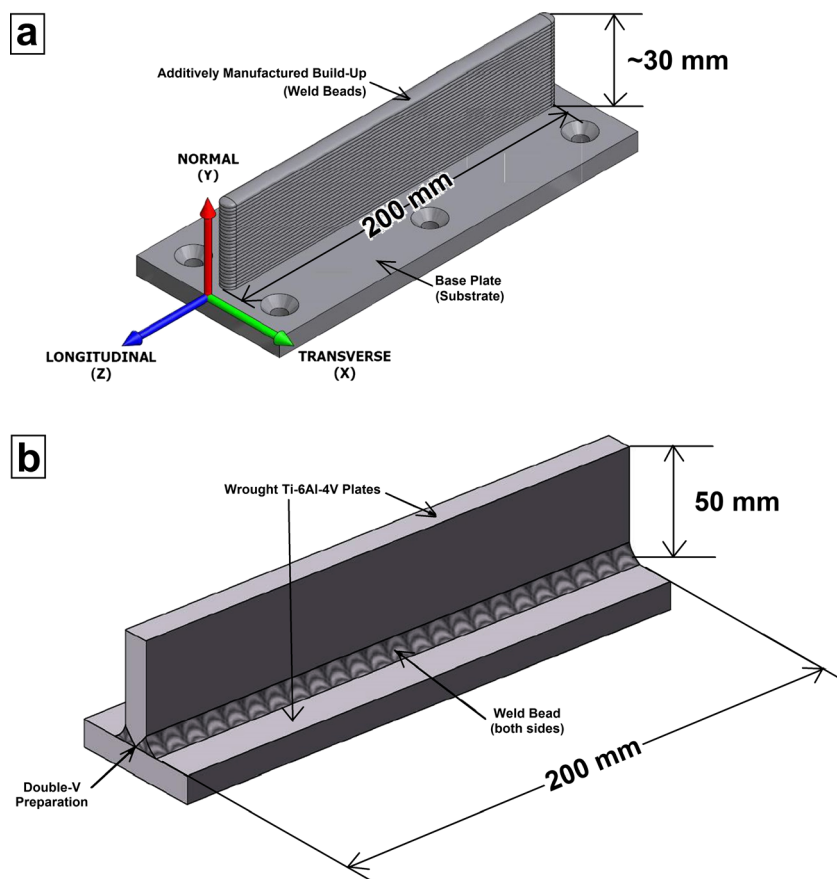 a
~30 mm
Additively Manufactured Build-Up
(Weld Beads)
NORMAL
(Y)
200 mm
Base Plate
(Substrate)
LONGITUDINAL
(Z)
TRANSVERSE
(X)
b
Wrought Ti-6Al-4V Plates
50 mm
Weld Bead
(both sides)
Double-V
Preparation
200 mm